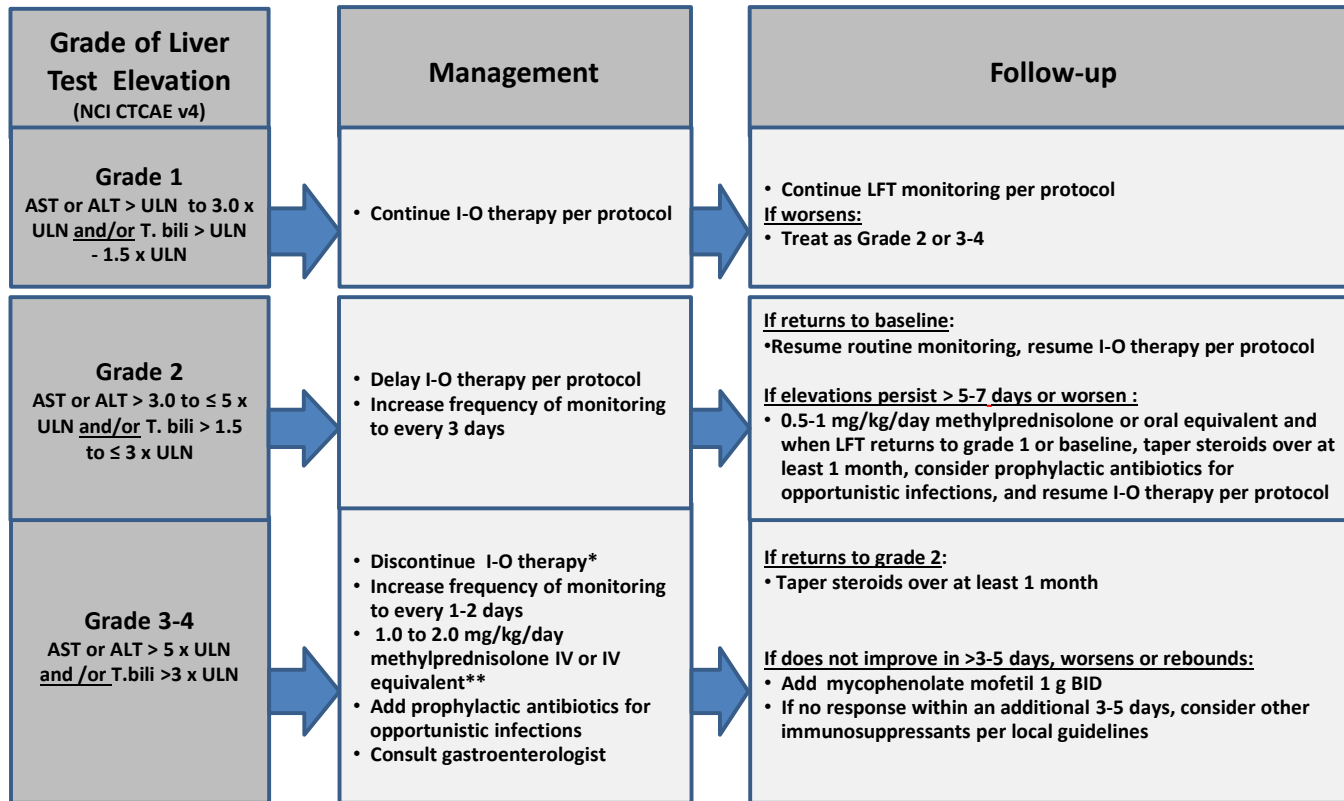 Grade of Liver
Test Elevation
(NCI CTCAE v4)
Management
Follow-up
Grade 1
AST or ALT > ULN to 3.0 x
ULN and/or T. bili > ULN
- 1.5 x ULN
• Continue I-O therapy per protocol
• Continue LFT monitoring per protocol
If worsens:
• Treat as Grade 2 or 3-4
Grade 2
AST or ALT > 3.0 to ≤ 5 x
ULN and/or T. bili > 1.5
to ≤ 3 x ULN
• Delay I-O therapy per protocol
• Increase frequency of monitoring
to every 3 days
If returns to baseline:
•Resume routine monitoring, resume I-O therapy per protocol
If elevations persist > 5-7 days or worsen :
• 0.5-1 mg/kg/day methylprednisolone or oral equivalent and
when LFT returns to grade 1 or baseline, taper steroids over at
least 1 month, consider prophylactic antibiotics for
opportunistic infections, and resume I-O therapy per protocol
Grade 3-4
AST or ALT > 5 x ULN
and /or T.bili >3 x ULN
• Discontinue I-O therapy*
• Increase frequency of monitoring
to every 1-2 days
• 1.0 to 2.0 mg/kg/day
methylprednisolone IV or IV
equivalent**
• Add prophylactic antibiotics for
opportunistic infections
• Consult gastroenterologist
If returns to grade 2:
• Taper steroids over at least 1 month
If does not improve in >3-5 days, worsens or rebounds:
• Add mycophenolate mofetil 1 g BID
• If no response within an additional 3-5 days, consider other
immunosuppressants per local guidelines